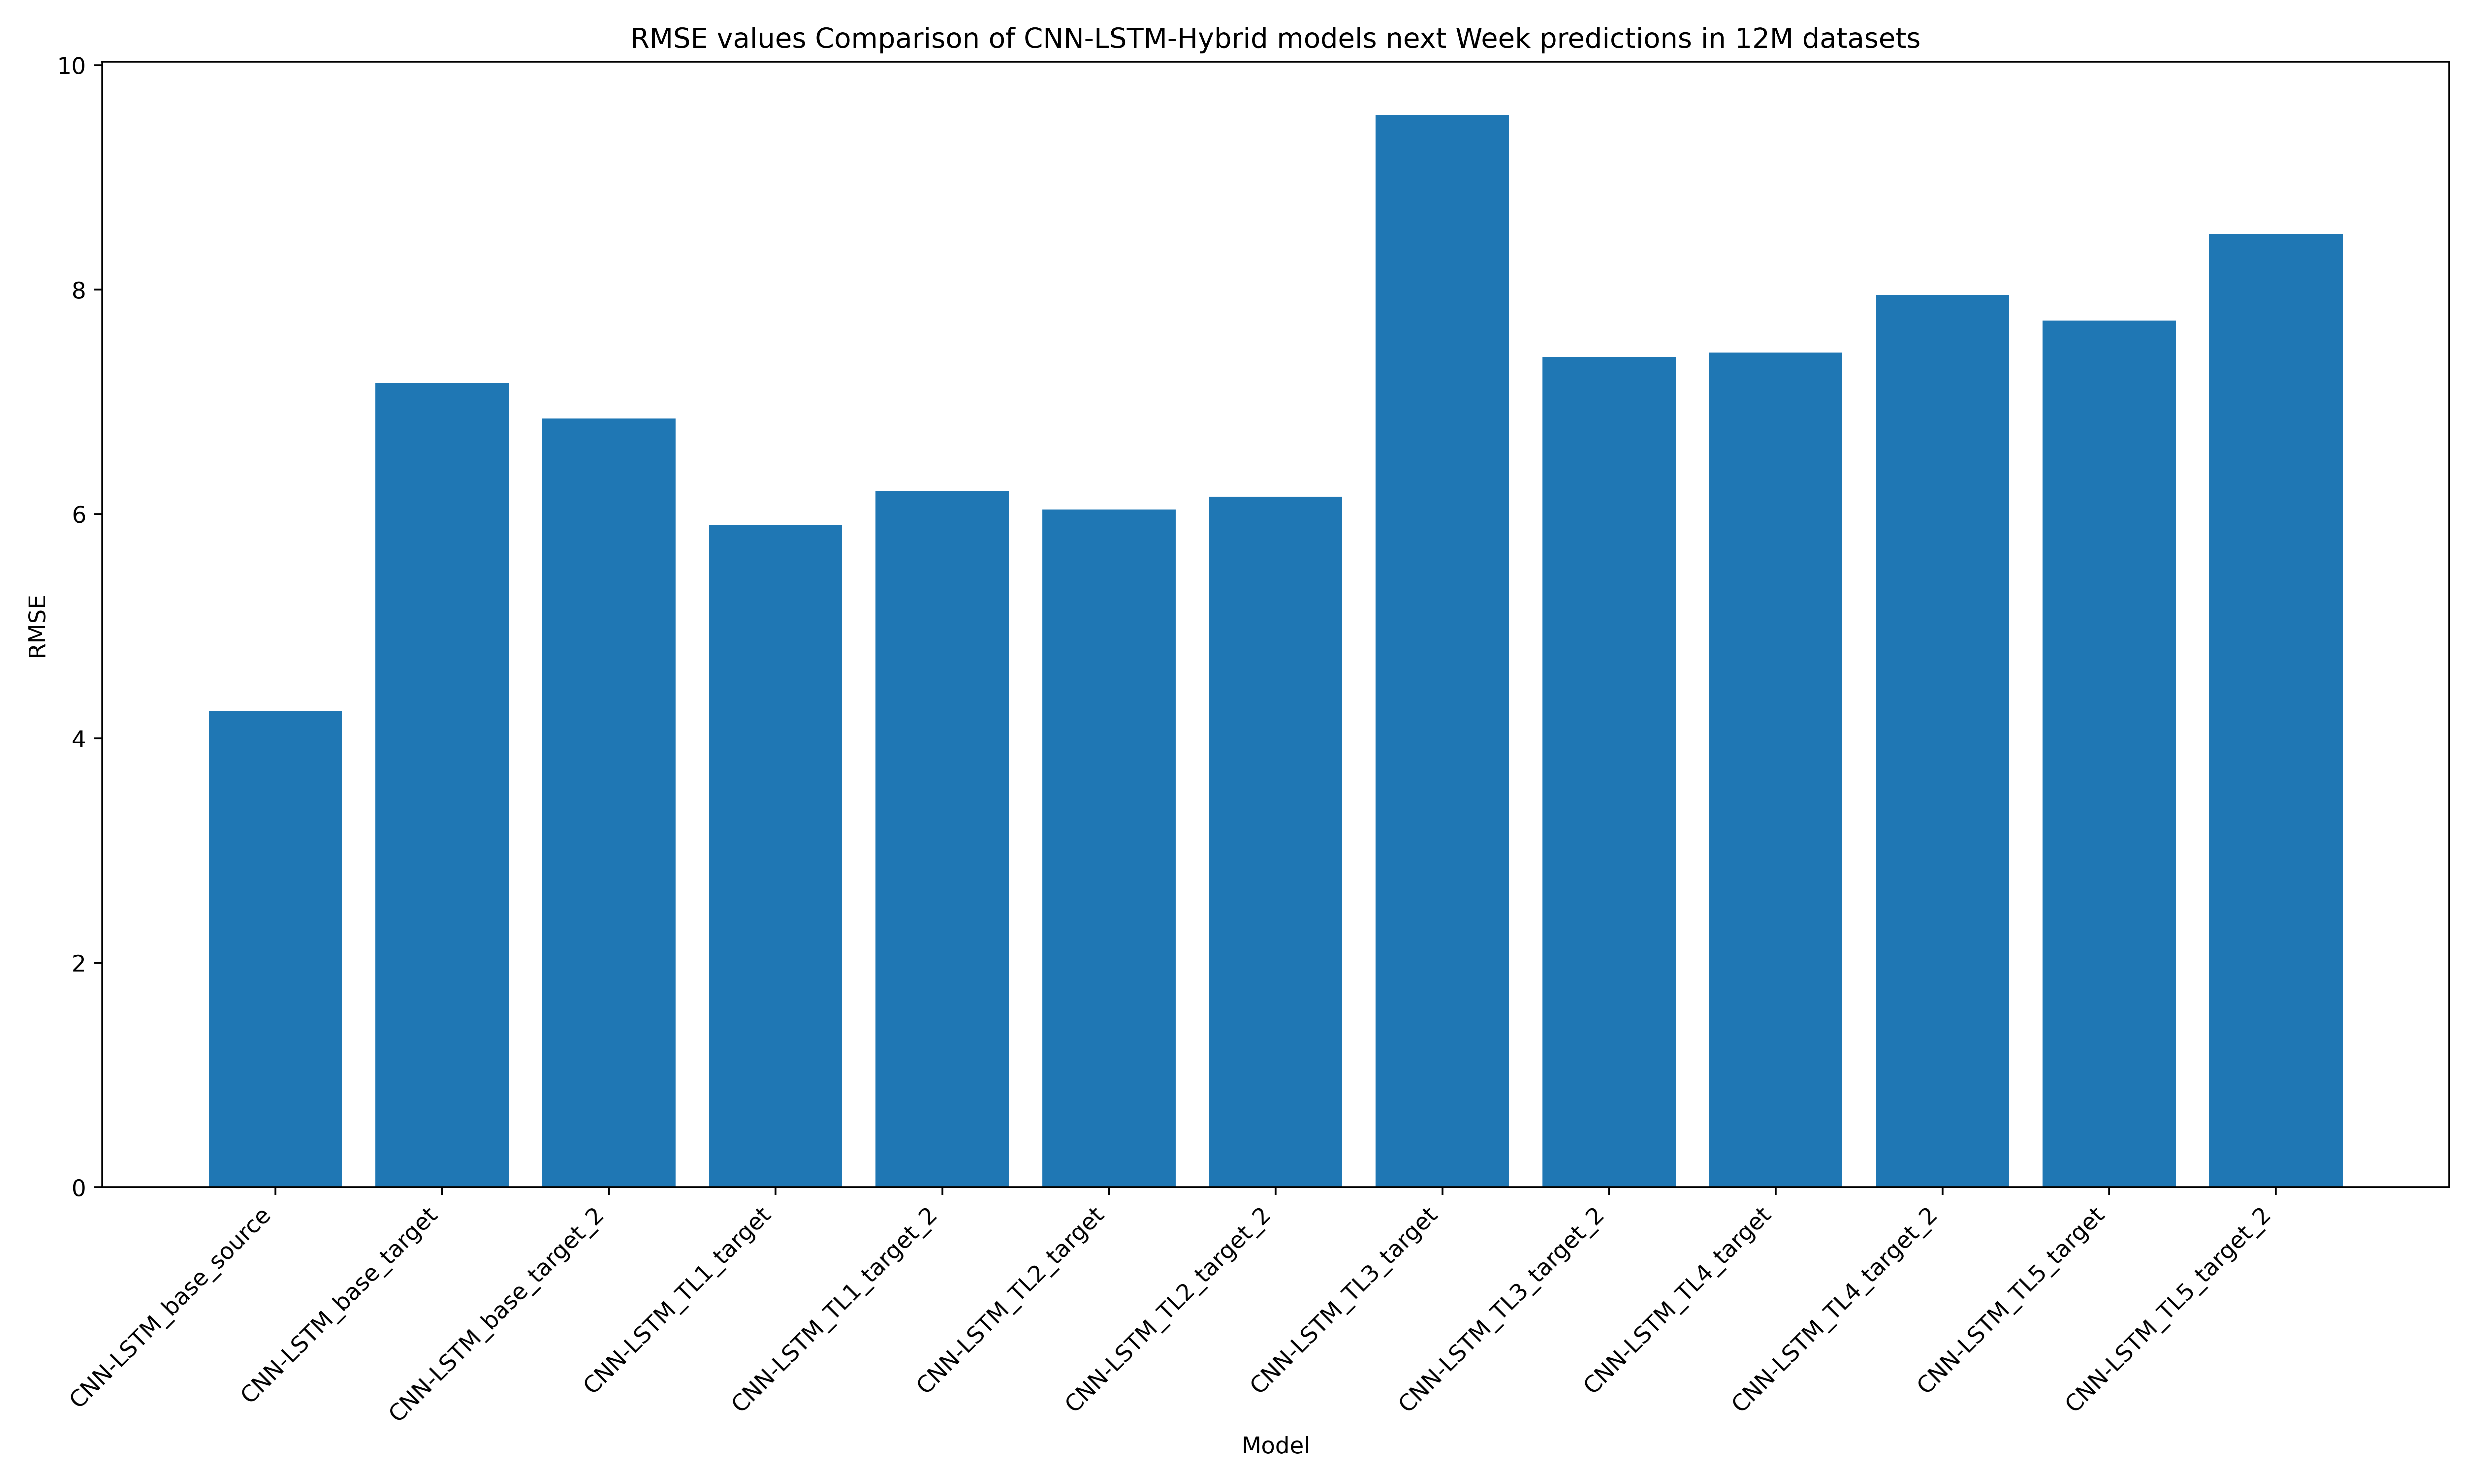 RMSE values Comparison of CNN-LSTM-Hybrid models next Week predictions in 12M datasets
10
8
6
4
2
0
RMSE
CNN-LSTM_base_source
CNN-LSTM_base_target
CNN-LSTM_base_target_2
CNN-LSTM_TL1_target
CNN-LSTM_TL1_target_2
CNN-LSTM_TL2_target
CNN-LSTM_TL2_target_2
CNN-LSTM_TL3_target
CNN-LSTM_TL3_target_2
CNN-LSTM_TL4_target
CNN-LSTM_TL4_target_2
CNN-LSTM_TL5_target
CNN-LSTM_TL5_target_2
Model